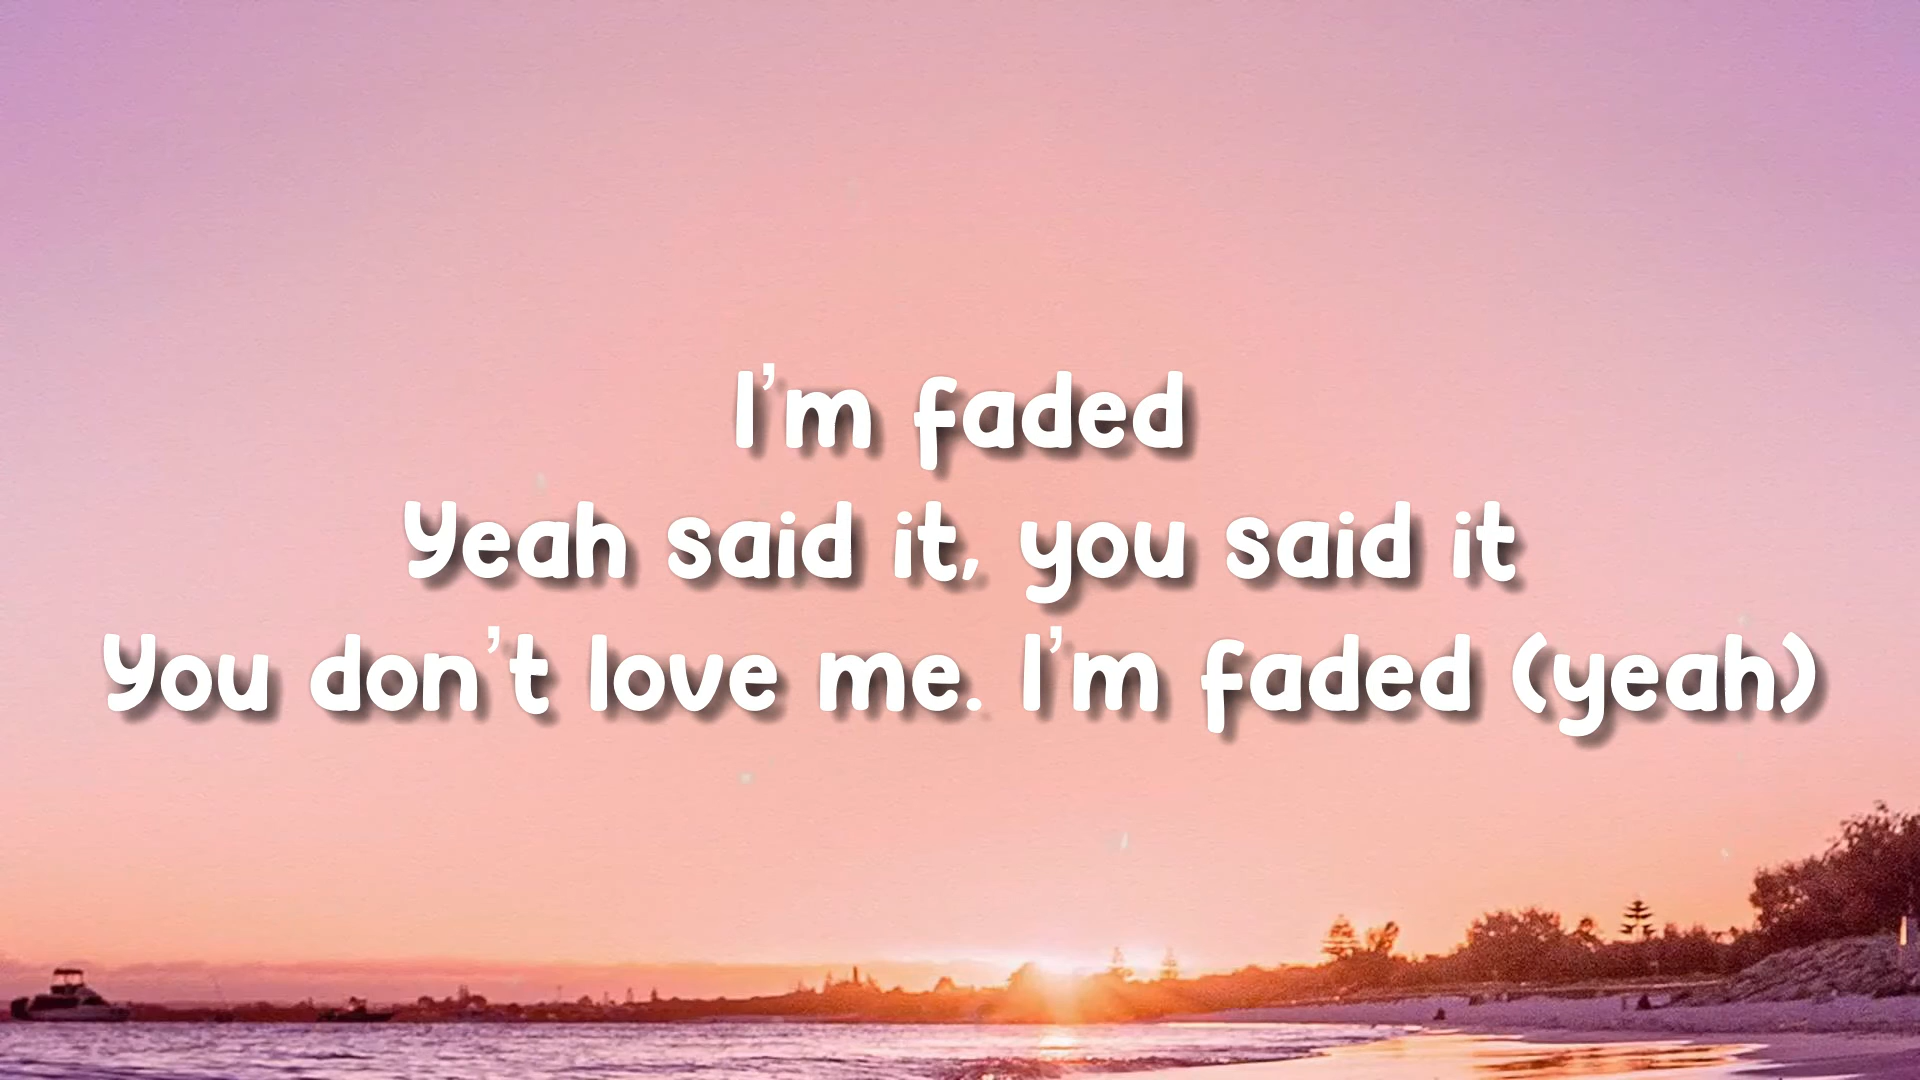 I'm faded
Yeah said it, you said it
You don't love me. I'm faded (yeah)